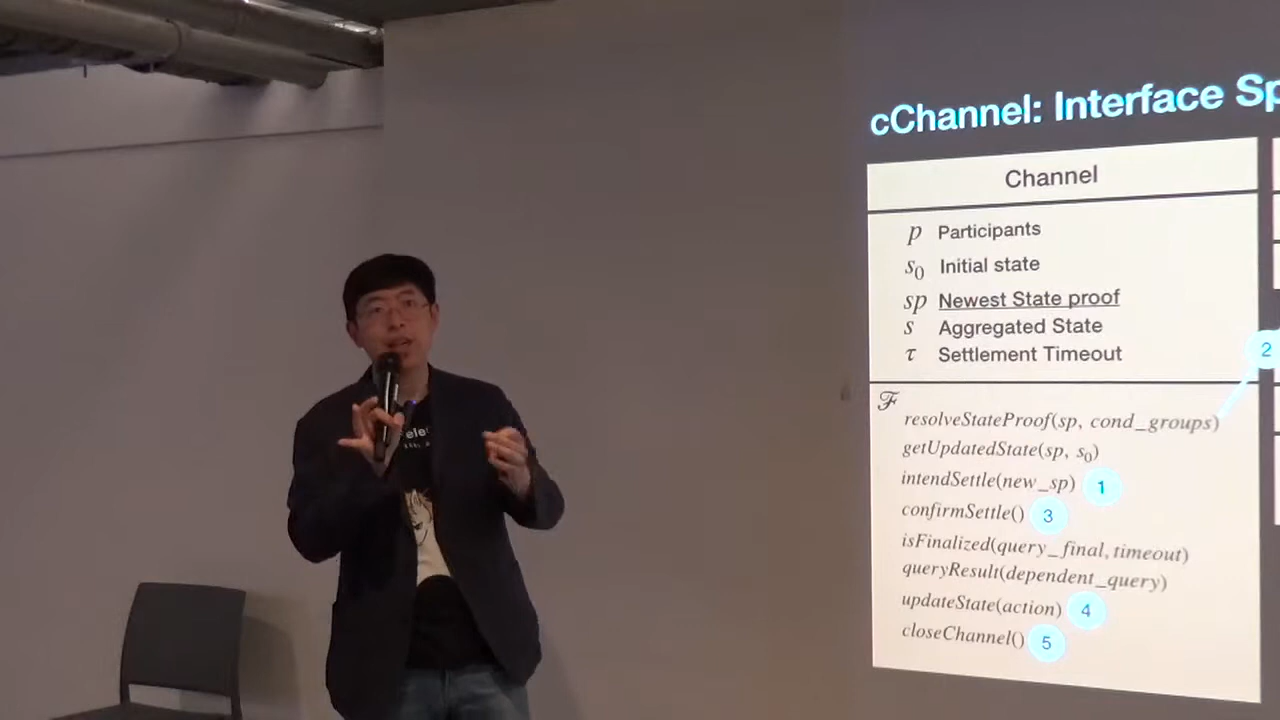 cChannel: Interface
Channel
p Participants
s₀ Initial state
sp Newest State proof
s Aggregated State
τ Settlement Timeout
2
ℱ
resolveStateProof(sp, cond_groups)
getUpdatedState(sp, s₀)
intendSettle(new_sp) 1
confirmSettle() 3
isFinalized(query_final, timeout)
queryResult(dependent_query)
updateState(action) 4
closeChannel() 5